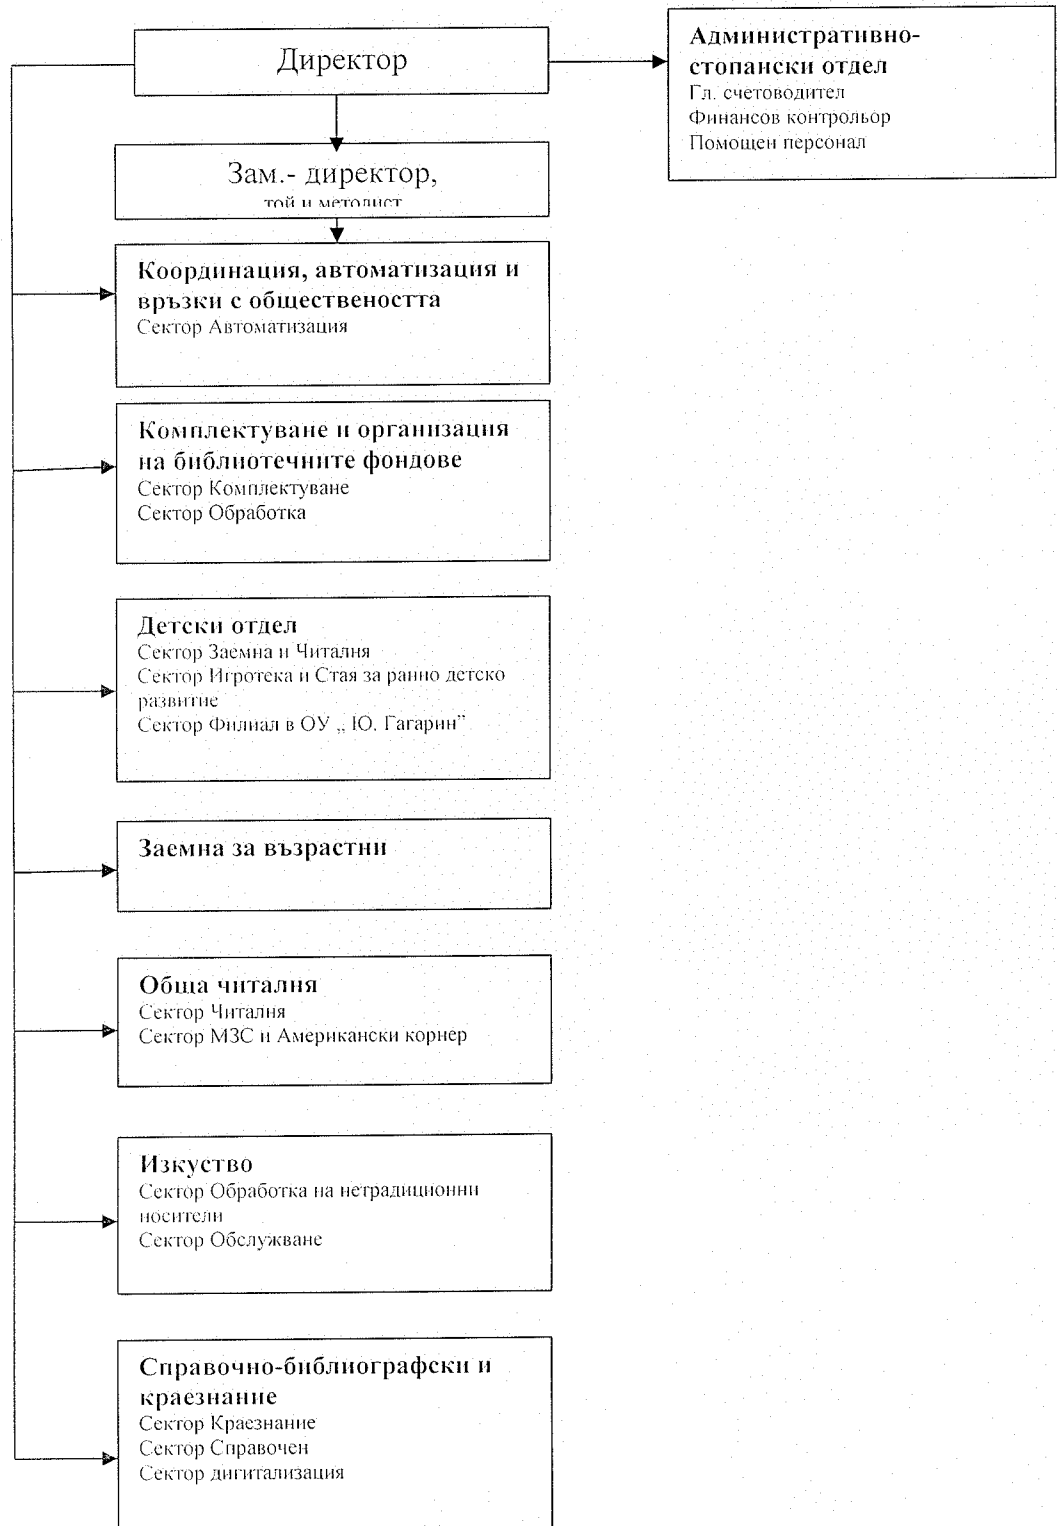 Директор
Административно-
стопански отдел
Гл. счетоводител
Финансов контрольор
Помощен персонал
Зам.- директор,
той и методист
Координация, автоматизация и
връзки с обществеността
Сектор Автоматизация
Комплектуване и организация
на библиотечните фондове
Сектор Комплектуване
Сектор Обработка
Детски отдел
Сектор Заемна и Читалня
Сектор Игротека и Стая за ранно детско
развитие
Сектор Филиал в ОУ „ Ю. Гагарин”
Заемна за възрастни
Обща читалня
Сектор Читалня
Сектор МЗС и Американски корнер
Изкуство
Сектор Обработка на нетрадиционни
носители
Сектор Обслужване
Справочно-библиографски и
краезнание
Сектор Краезнание
Сектор Справочен
Сектор дигитализация